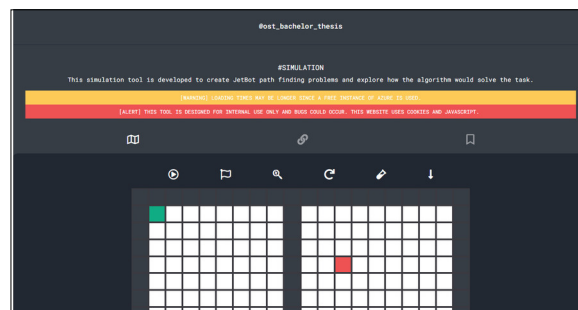 @ost_bachelor_thesis
#SIMULATION
This simulation tool is developed to create JetBot path finding problems and explore how the algorithm would solve the task.
[WARNING] LOADING TIMES MAY BE LONGER SINCE A FREE INSTANCE OF AZURE IS USED.
[ALERT] THIS TOOL IS DESIGNED FOR INTERNAL USE ONLY AND BUGS COULD OCCUR. THIS WEBSITE USES COOKIES AND JAVASCRIPT.